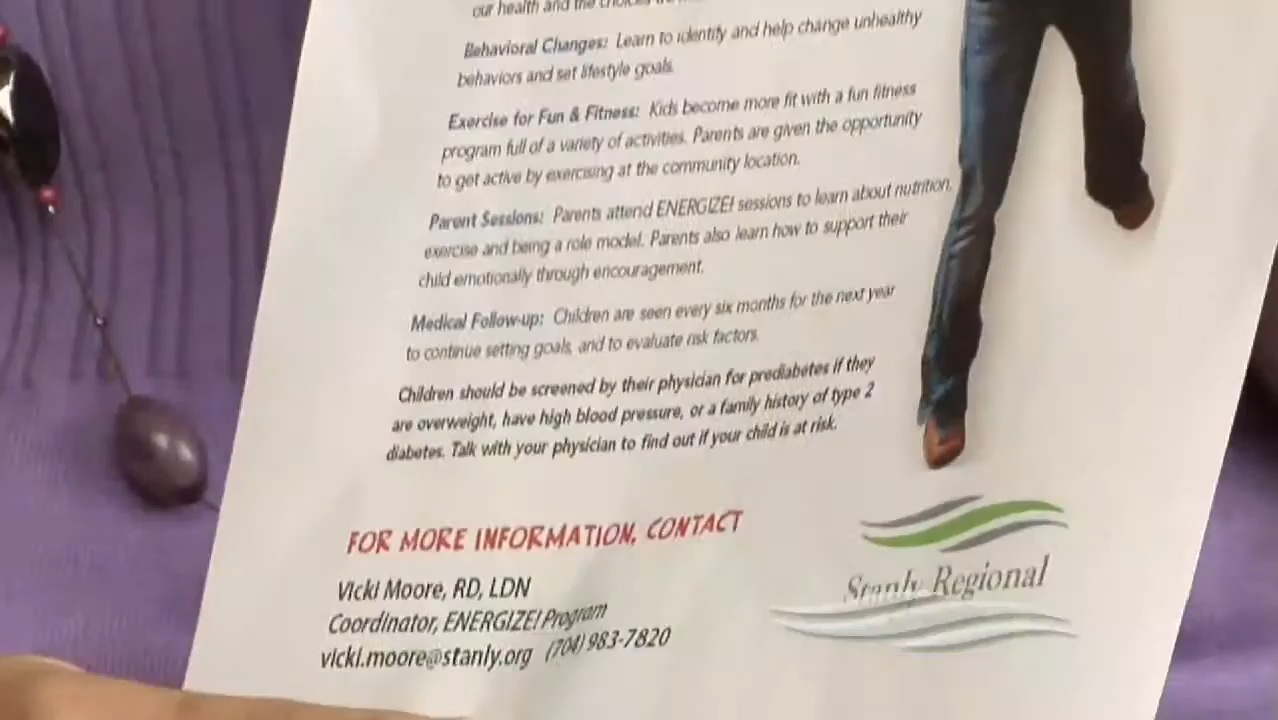 our health and the choices
Behavioral Changes: Learn to identify and help change unhealthy
behaviors and set lifestyle goals.
Exercise for Fun & Fitness: Kids become more fit with a fun fitness
program full of a variety of activities. Parents are given the opportunity
to get active by exercising at the community location.
Parent Sessions: Parents attend ENERGIZE! sessions to learn about nutrition,
exercise and being a role model. Parents also learn how to support their
child emotionally through encouragement.
Medical Follow-up: Children are seen every six months for the next year
to continue setting goals, and to evaluate risk factors.
Children should be screened by their physician for prediabetes if they
are overweight, have high blood pressure, or a family history of type 2
diabetes. Talk with your physician to find out if your child is at risk.
FOR MORE INFORMATION, CONTACT
Vicki Moore, RD, LDN
Coordinator, ENERGIZE! Program
vicki.moore@stanly.org (704) 983-7820
Stanly Regional